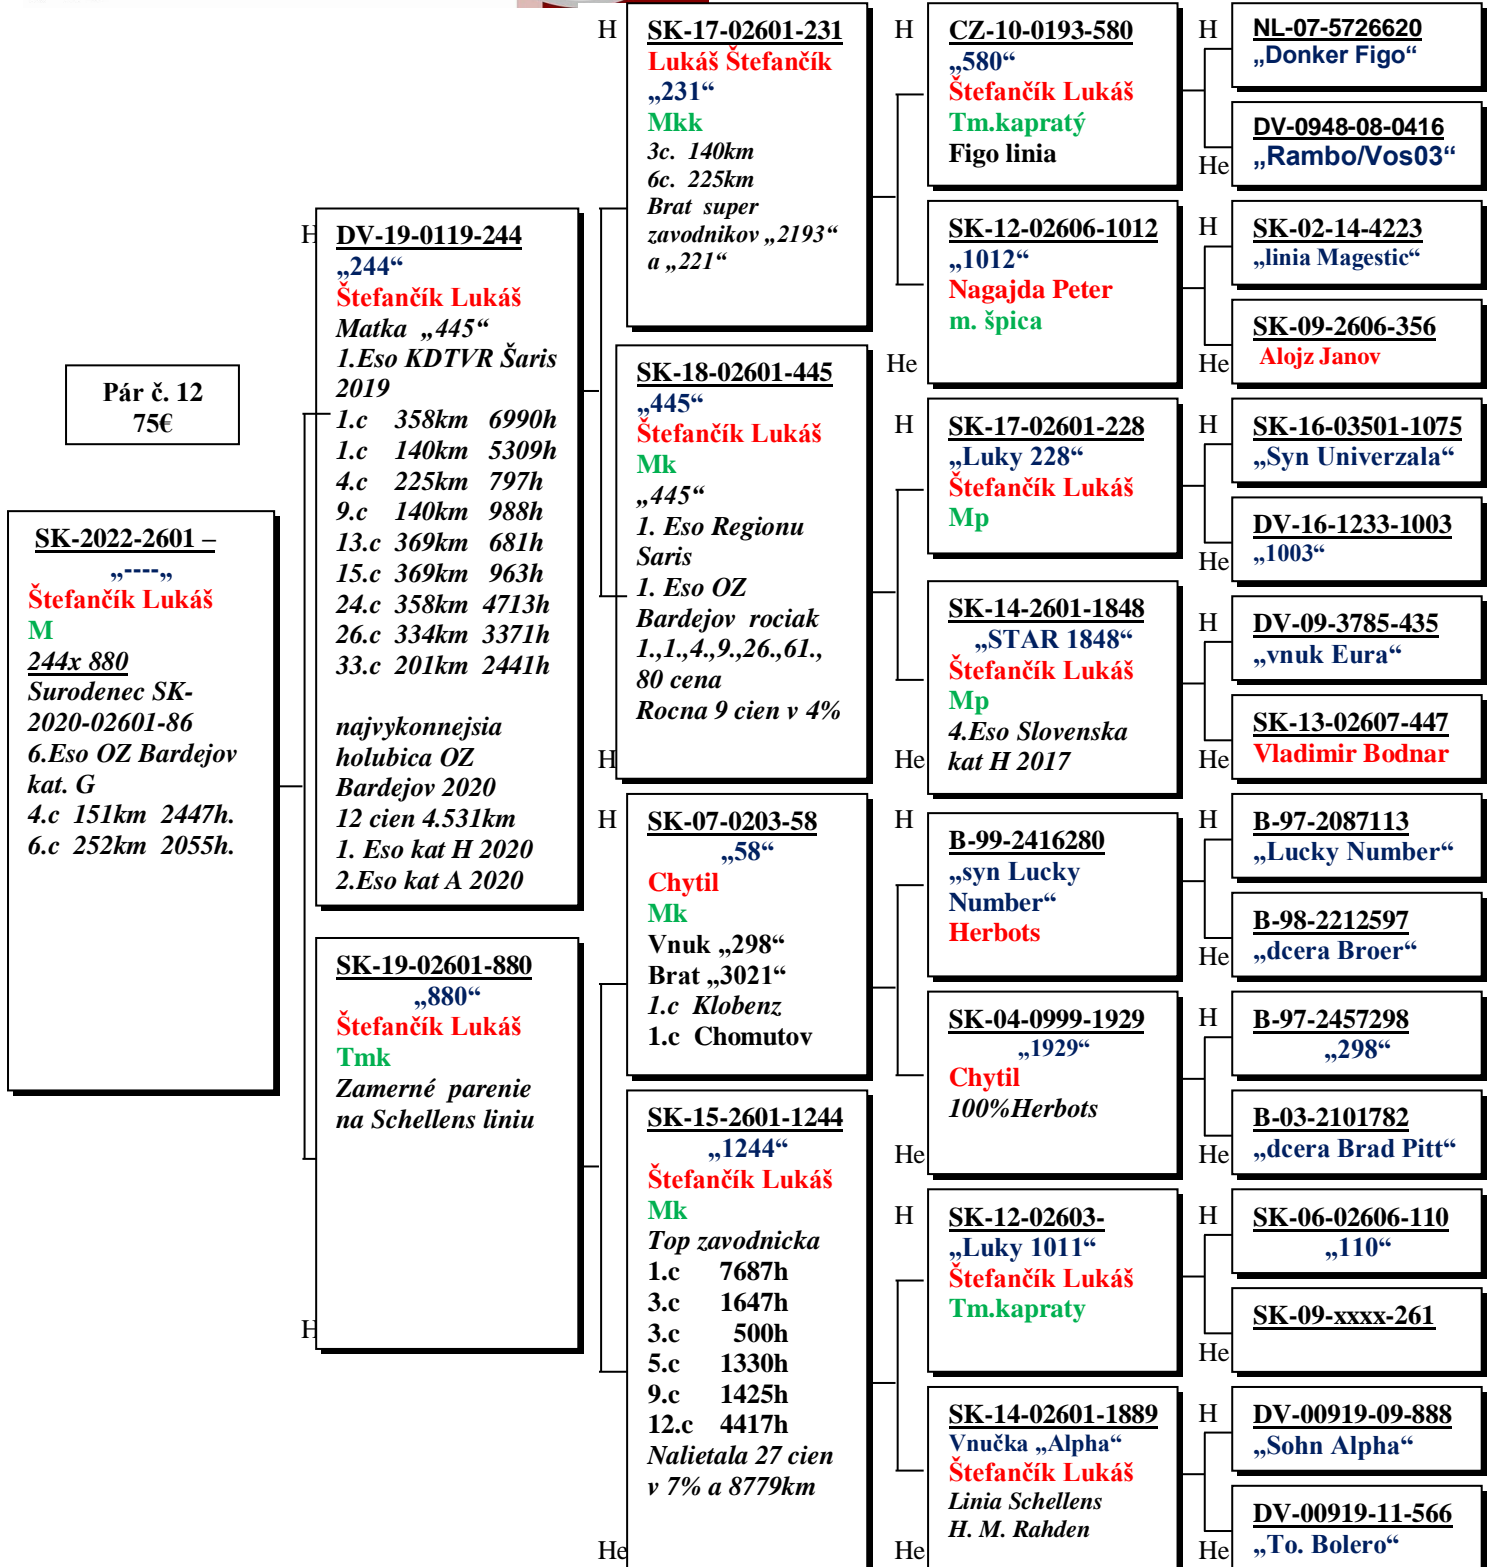 Pár č. 12
75€
SK-2022-2601 –
„----„
Štefančík Lukáš
M
244x 880
Surodenec SK-
2020-02601-86
6.Eso OZ Bardejov
kat. G
4.c 151km 2447h.
6.c 252km 2055h.
H
DV-19-0119-244
„244“
Štefančík Lukáš
Matka „445“
1.Eso KDTVR Šaris
2019
1.c 358km 6990h
1.c 140km 5309h
4.c 225km 797h
9.c 140km 988h
13.c 369km 681h
15.c 369km 963h
24.c 358km 4713h
26.c 334km 3371h
33.c 201km 2441h
najvykonnejsia
holubica OZ
Bardejov 2020
12 cien 4.531km
1. Eso kat H 2020
2.Eso kat A 2020
H
SK-19-02601-880
„880“
Štefančík Lukáš
Tmk
Zamerné parenie
na Schellens liniu
H
SK-17-02601-231
Lukáš Štefančík
„231“
Mkk
3c. 140km
6c. 225km
Brat super
zavodnikov „2193“
a „221“
H
SK-18-02601-445
„445“
Štefančík Lukáš
Mk
„445“
1. Eso Regionu
Saris
1. Eso OZ
Bardejov rociak
1.,1.,4.,9.,26.,61.,
80 cena
Rocna 9 cien v 4%
H
SK-07-0203-58
„58“
Chytil
Mk
Vnuk „298“
Brat „3021“
1.c Klobenz
1.c Chomutov
He
SK-15-2601-1244
„1244“
Štefančík Lukáš
Mk
Top zavodnicka
1.c 7687h
3.c 1647h
3.c 500h
5.c 1330h
9.c 1425h
12.c 4417h
Nalietala 27 cien
v 7% a 8779km
H
CZ-10-0193-580
„580“
Štefančík Lukáš
Tm.kapratý
Figo linia
He
SK-12-02606-1012
„1012“
Nagajda Peter
m. špica
H
SK-17-02601-228
„Luky 228“
Štefančík Lukáš
Mp
He
SK-14-2601-1848
„STAR 1848“
Štefančík Lukáš
Mp
4.Eso Slovenska
kat H 2017
H
B-99-2416280
„syn Lucky
Number“
Herbots
He
SK-04-0999-1929
„1929“
Chytil
100%Herbots
H
SK-12-02603-
„Luky 1011“
Štefančík Lukáš
Tm.kapraty
He
SK-14-02601-1889
Vnučka „Alpha“
Štefančík Lukáš
Linia Schellens
H. M. Rahden
H
NL-07-5726620
„Donker Figo“
He
DV-0948-08-0416
„Rambo/Vos03“
H
SK-02-14-4223
„linia Magestic“
He
SK-09-2606-356
Alojz Janov
H
SK-16-03501-1075
„Syn Univerzala“
He
DV-16-1233-1003
„1003“
H
DV-09-3785-435
„vnuk Eura“
He
SK-13-02607-447
Vladimir Bodnar
H
B-97-2087113
„Lucky Number“
He
B-98-2212597
„dcera Broer“
H
B-97-2457298
„298“
He
B-03-2101782
„dcera Brad Pitt“
H
SK-06-02606-110
„110“
He
SK-09-xxxx-261
H
DV-00919-09-888
„Sohn Alpha“
He
DV-00919-11-566
„To. Bolero“